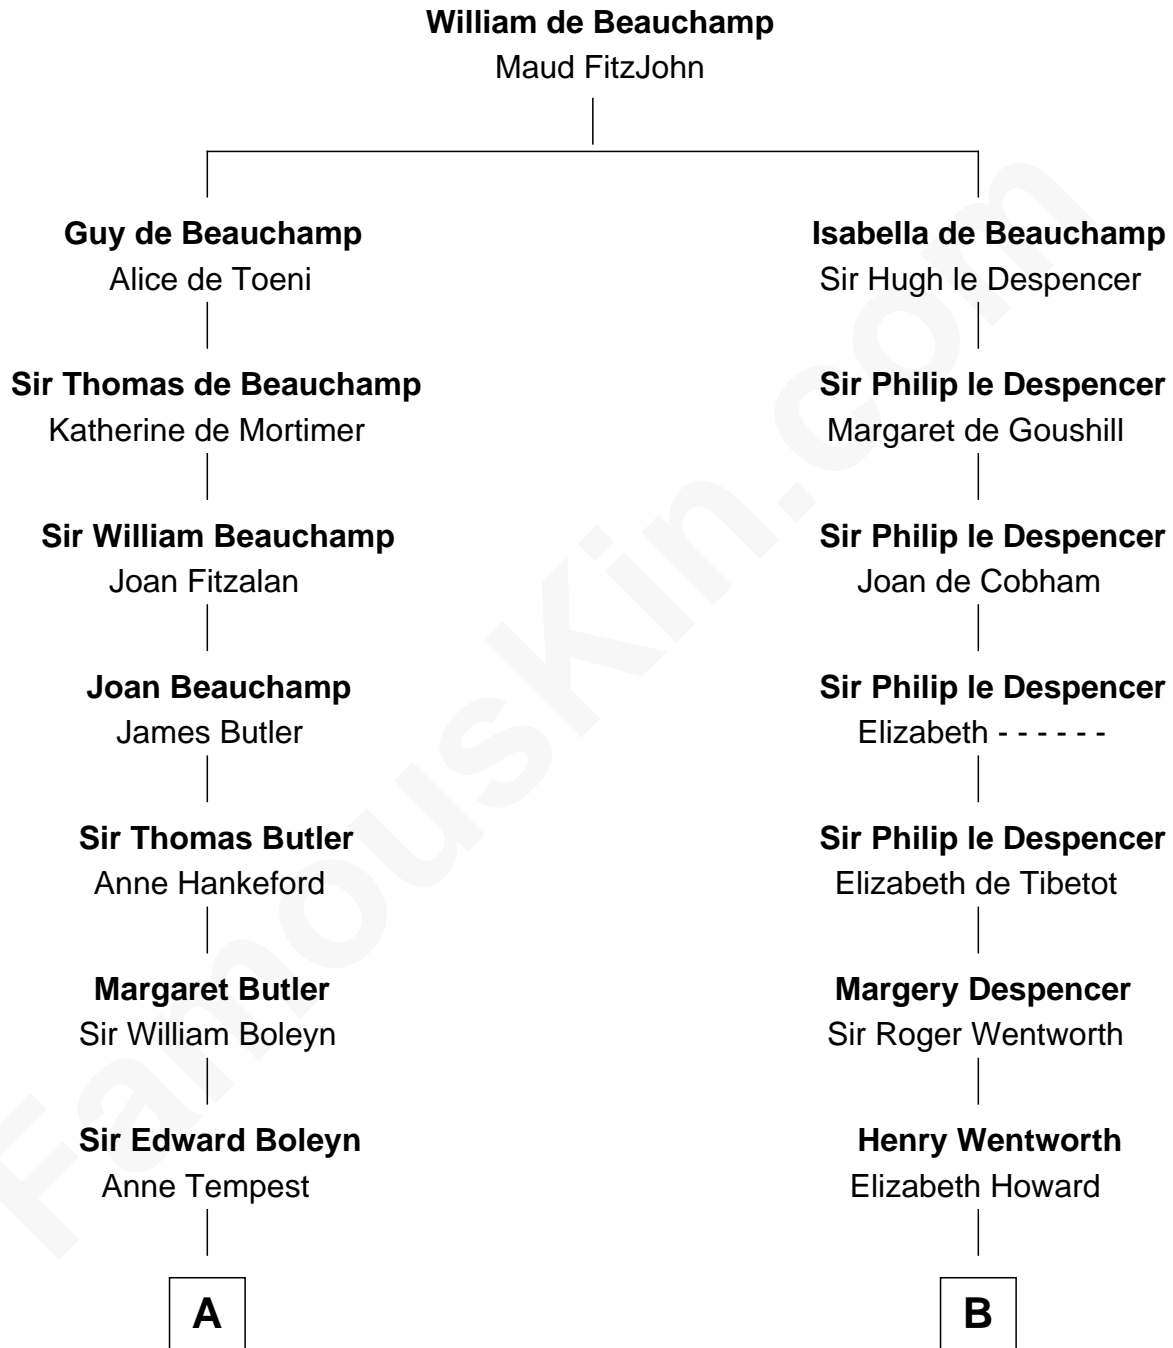 William de Beauchamp
Maud FitzJohn
Guy de Beauchamp
Alice de Toeni
Isabella de Beauchamp
Sir Hugh le Despencer
Sir Thomas de Beauchamp
Katherine de Mortimer
Sir Philip le Despencer
Margaret de Goushill
Sir William Beauchamp
Joan Fitzalan
Sir Philip le Despencer
Joan de Cobham
Joan Beauchamp
James Butler
Sir Philip le Despencer
Elizabeth - - - - - -
Sir Thomas Butler
Anne Hankeford
Sir Philip le Despencer
Elizabeth de Tibetot
Margaret Butler
Sir William Boleyn
Margery Despencer
Sir Roger Wentworth
Sir Edward Boleyn
Anne Tempest
Henry Wentworth
Elizabeth Howard
A
B
FamousKin.com